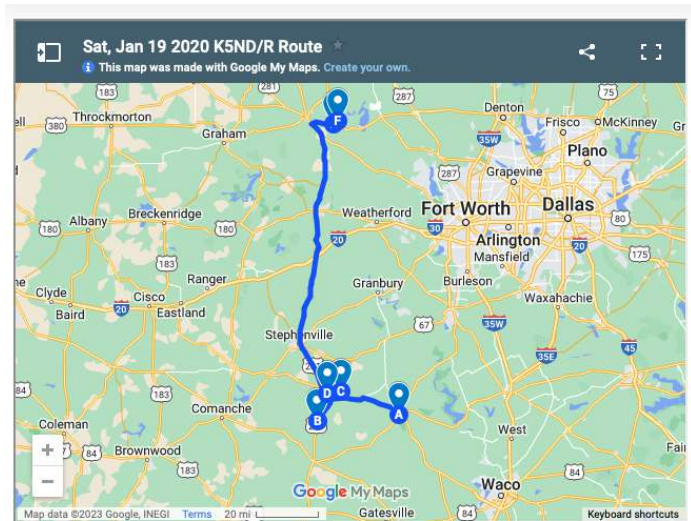 Sat, Jan 19 2020 K5ND/R Route
This map was made with Google My Maps. Create your own.
183
281
287
75
Throckmorton
Denton
380
Frisco
McKinney
Graham
F
35W
Plano
287
Grapevine
Albany
Breckenridge
Weatherford
Fort Worth
Dallas
180
180
30
80
20
Arlington
183
Mansfield
20
175
Ranger
Granbury
Burleson
Clyde
Cisco
Waxahachie
20
Baird
Eastland
67
35W
45
Stephenville
35E
D
C
84
A
Comanche
B
Coleman
West
84
Brownwood
183
84
Waco
Google My Maps
Gatesville
84
+
−
Map data ©2023 Google, INEGI
Terms
20 mi
Keyboard shortcuts